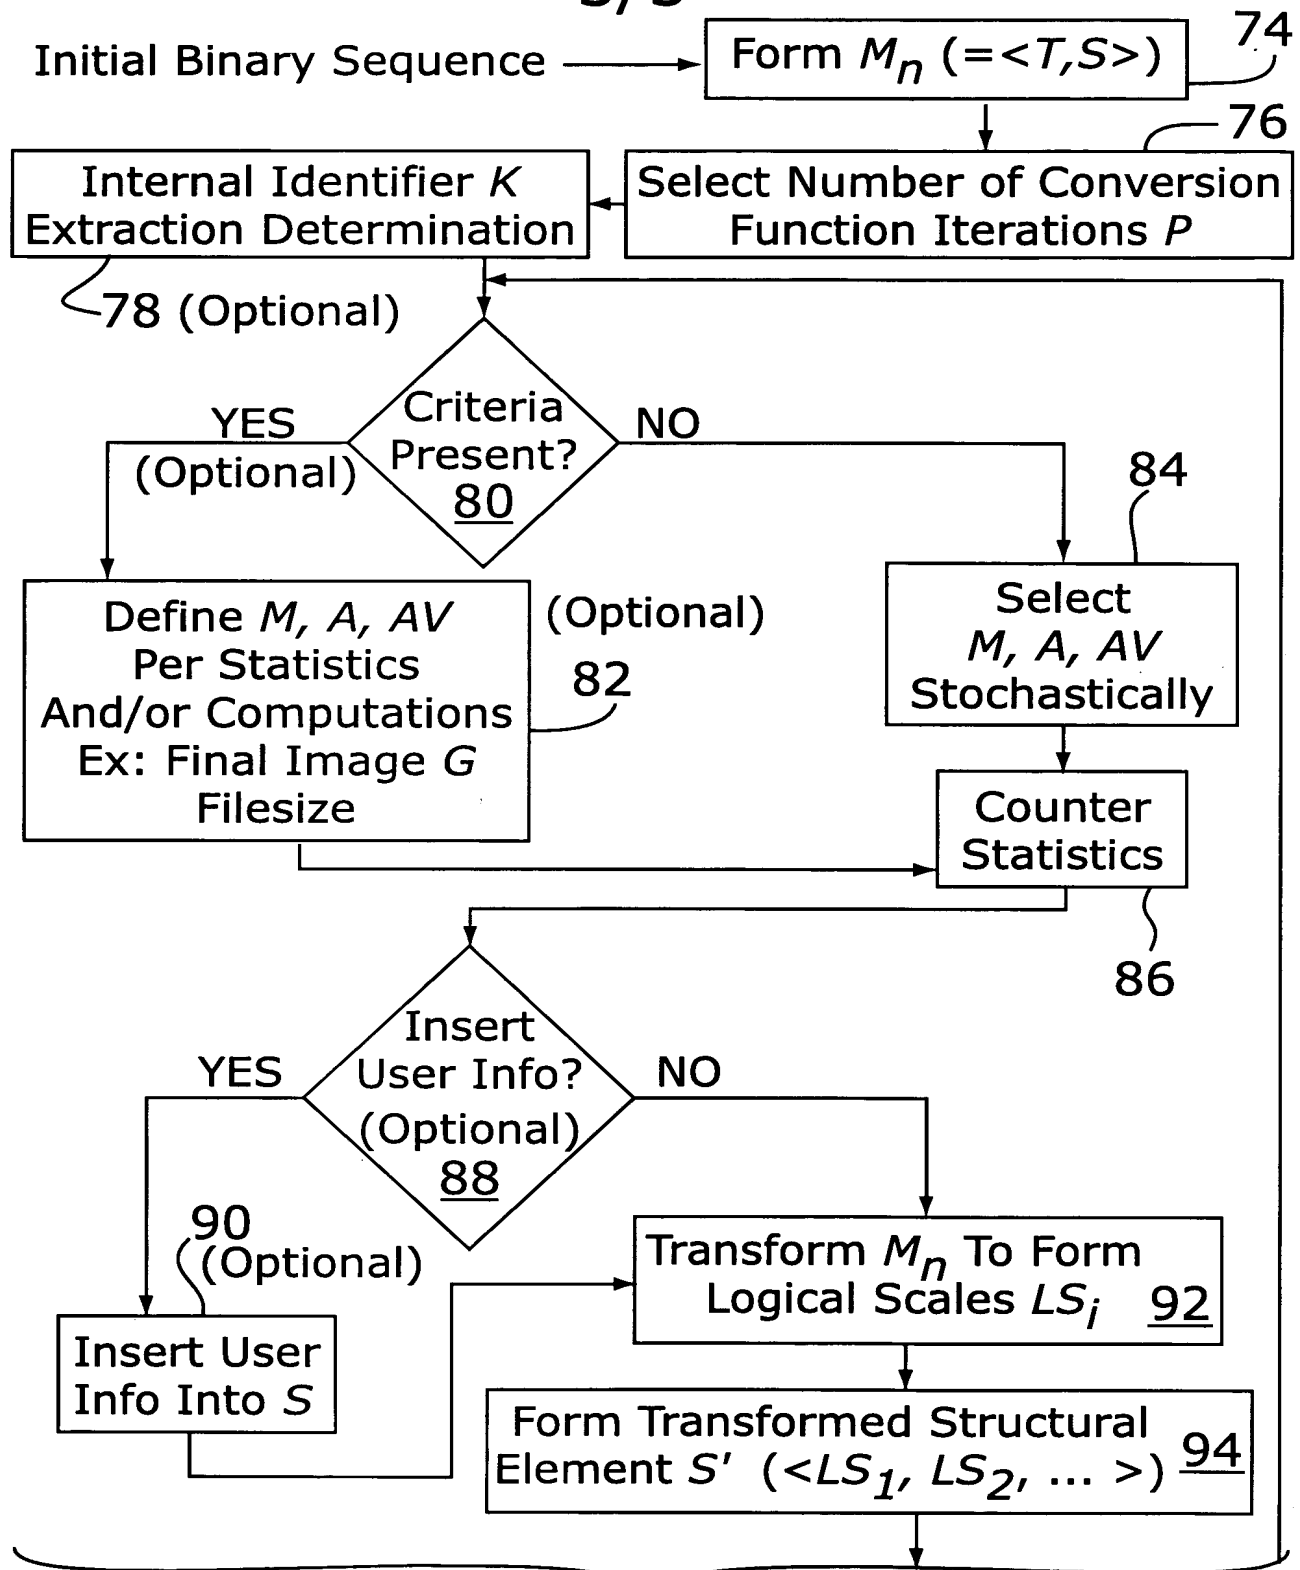 Initial Binary Sequence
Form Mn (=<T,S>)
74
76
Internal Identifier K
Extraction Determination
Select Number of Conversion
Function Iterations P
78 (Optional)
Criteria
Present?
80
YES
(Optional)
NO
84
Define M, A, AV
Per Statistics
And/or Computations
Ex: Final Image G
Filesize
(Optional)
82
Select
M, A, AV
Stochastically
Counter
Statistics
86
Insert
User Info?
(Optional)
88
YES
NO
90
(Optional)
Insert User
Info Into S
Transform Mn To Form
Logical Scales LSi 92
Form Transformed Structural
Element S' (<LS1, LS2, ... >) 94